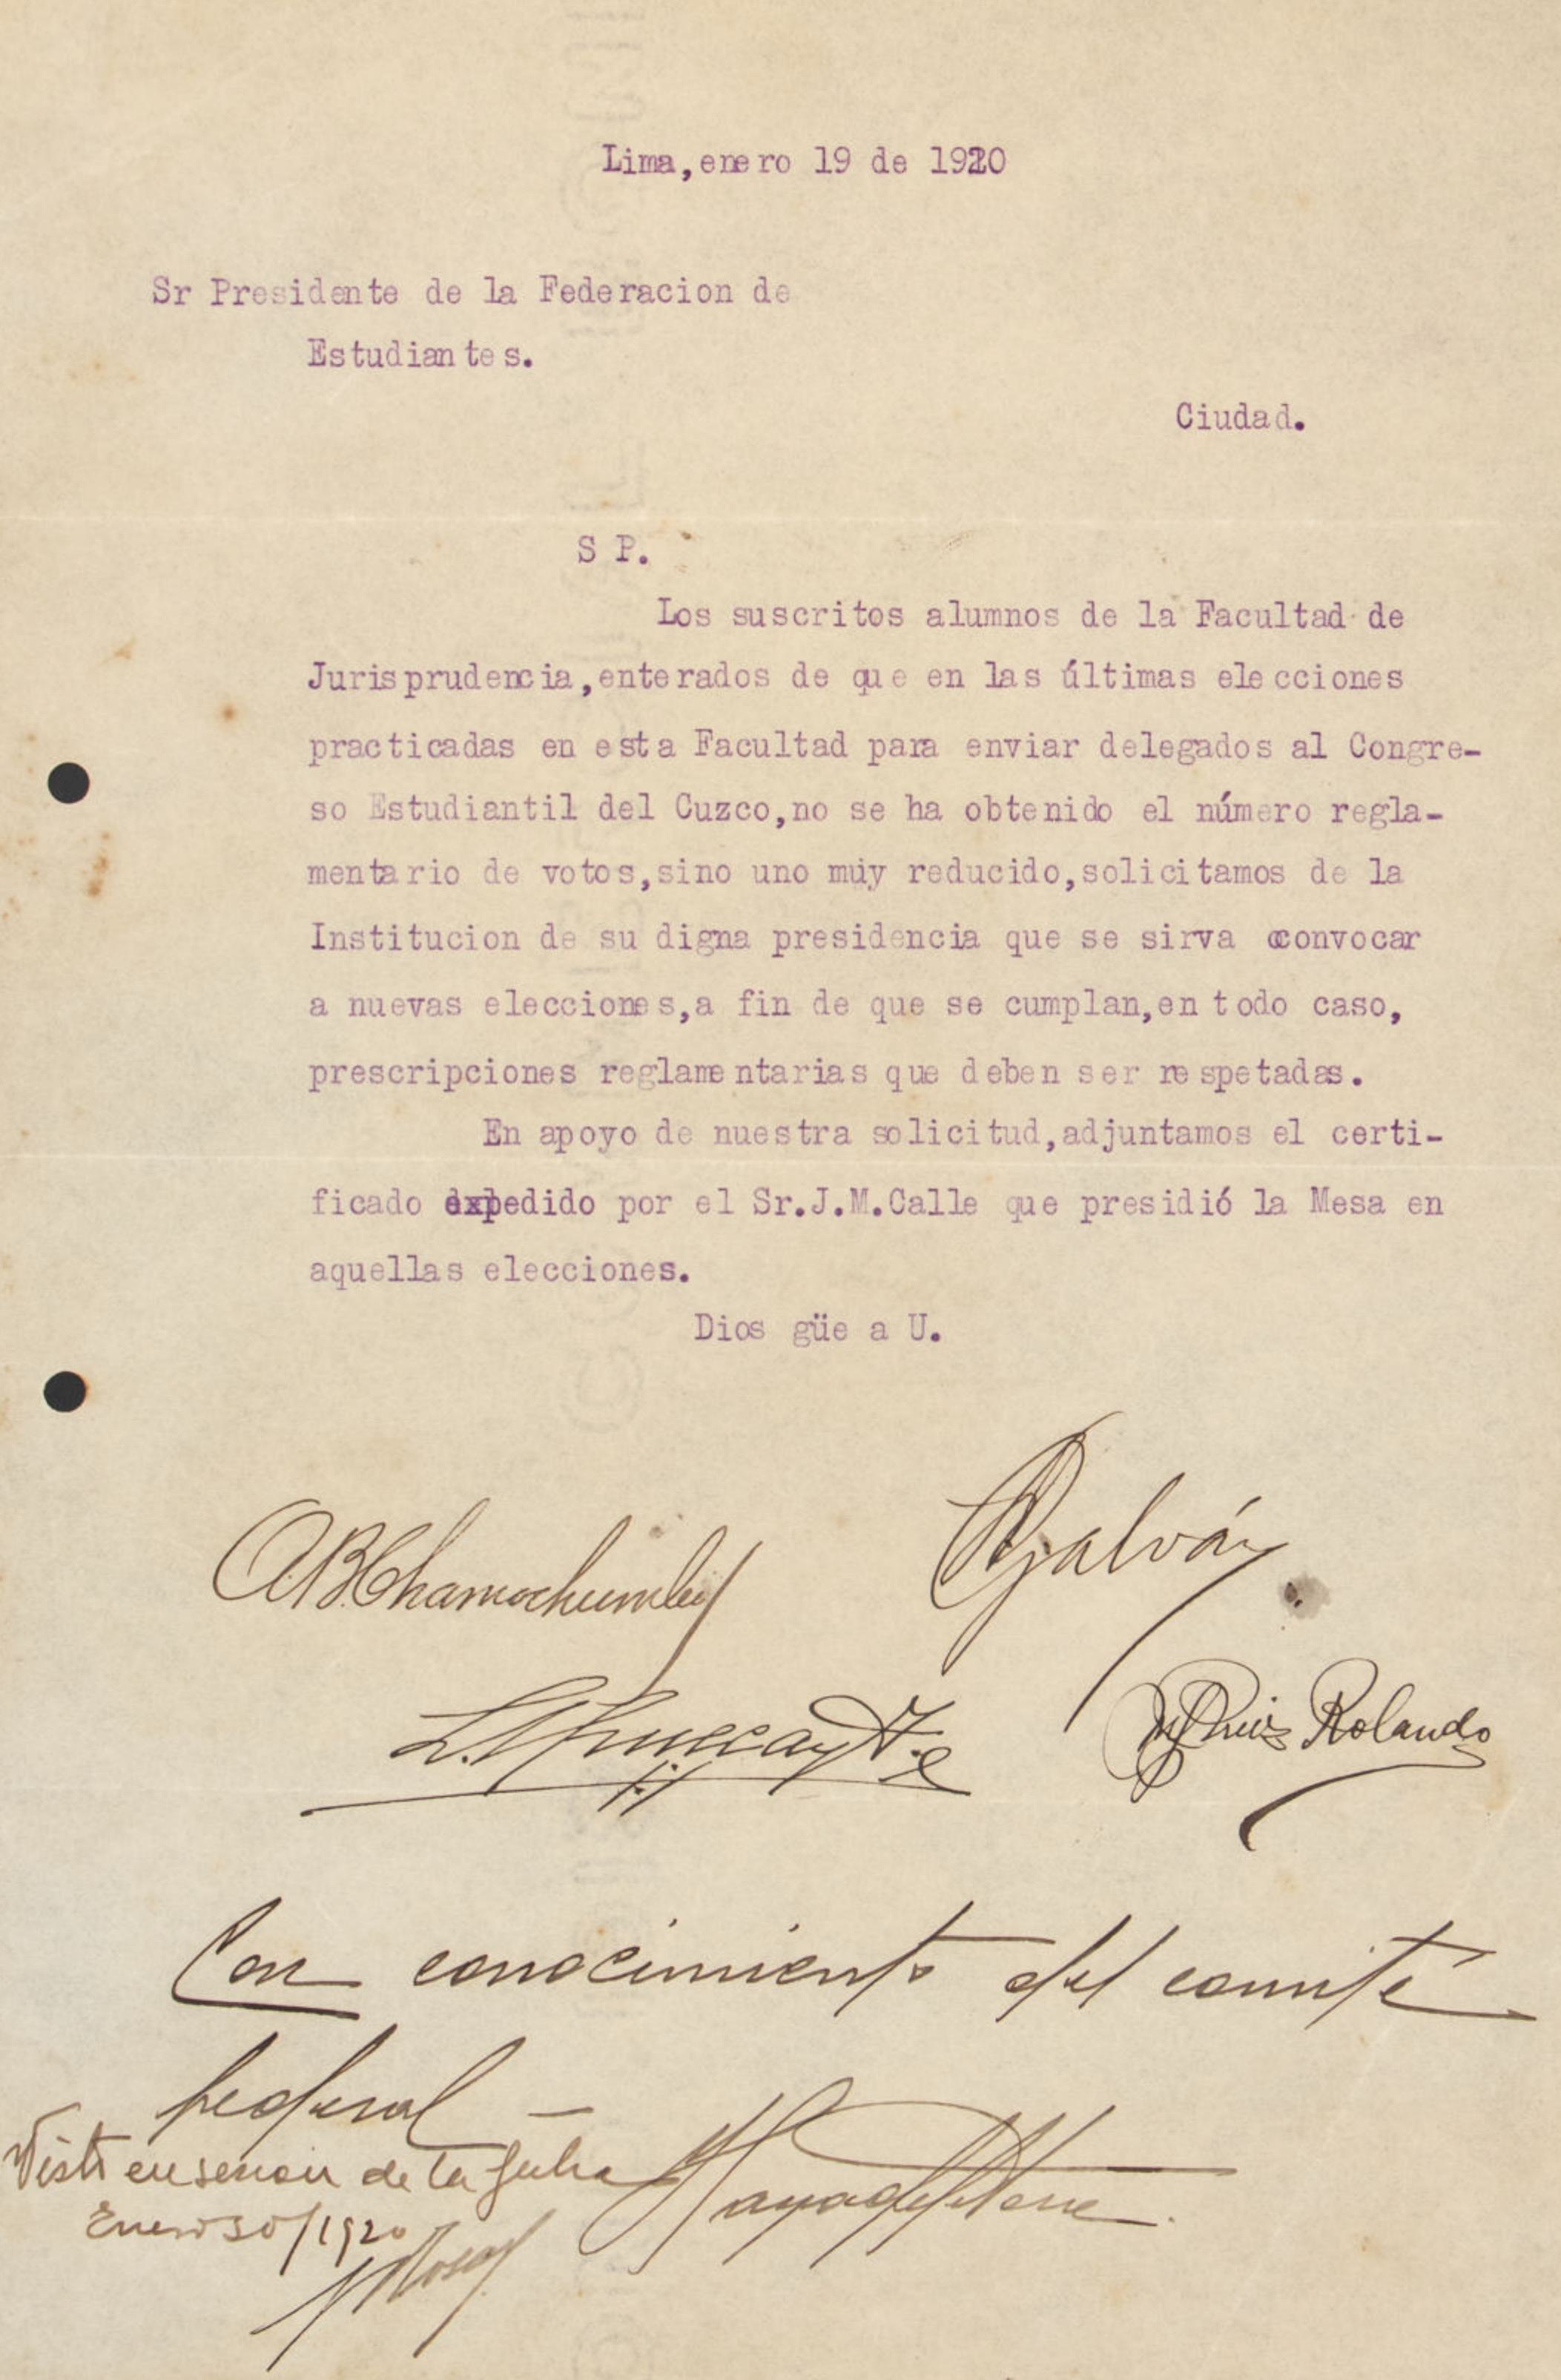 Lima,enero 19 de 1920
Sr Presidente de la Federacion de
Estudiantes.
Ciudad.
S P.
Los suscritos alumnos de la Facultad de
Jurisprudencia,enterados de que en las últimas elecciones
practicadas en esta Facultad para enviar delegados al Congre-
so Estudiantil del Cuzco,no se ha obtenido el número regla-
mentario de votos,sino uno muy reducido,solicitamos de la
Institucion de su digna presidencia que se sirva convocar
a nuevas elecciones,a fin de que se cumplan,en todo caso,
prescripciones reglamentarias que deben ser respetadas.
En apoyo de nuestra solicitud,adjuntamos el certi-
ficado expedido por el Sr.J.M.Calle que presidió la Mesa en
aquellas elecciones.
Dios güe a U.
Galván
A.B.Chamochumbi
Ruiz Rolando
Con conocimiento del comité
federal —
Haya de la Torre.
Visto en sesion de la fecha
Enero 30/1920